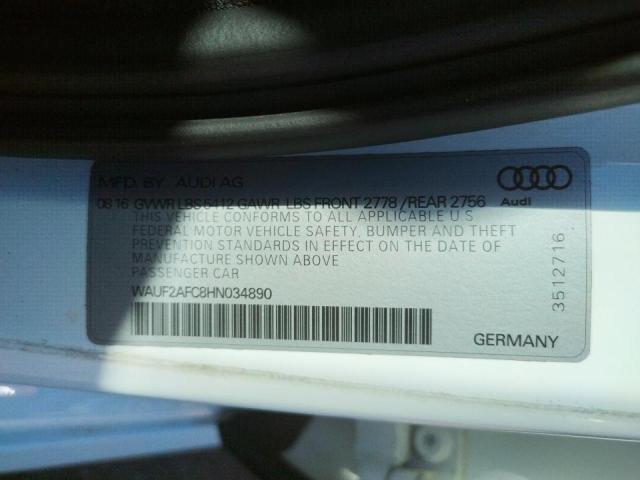 MFD. BY AUDI AG
08 16 GVWR LBS 5412 GAWR LBS FRONT 2778 / REAR 2756
Audi
THIS VEHICLE CONFORMS TO ALL APPLICABLE U S
FEDERAL MOTOR VEHICLE SAFETY, BUMPER AND THEFT
PREVENTION STANDARDS IN EFFECT ON THE DATE OF
MANUFACTURE SHOWN ABOVE
PASSENGER CAR
WAUF2AFC8HN034890
GERMANY
3512716